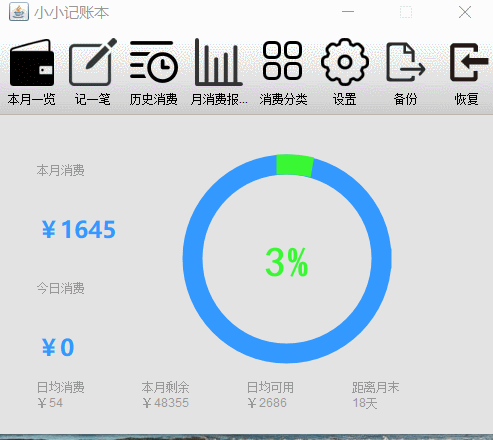 小小记账本
本月一览 记一笔 历史消费 月消费报... 消费分类 设置 备份 恢复
本月消费
￥1645
3%
今日消费
￥0
日均消费 本月剩余 日均可用 距离月末
￥54 ￥48355 ￥2686 18天